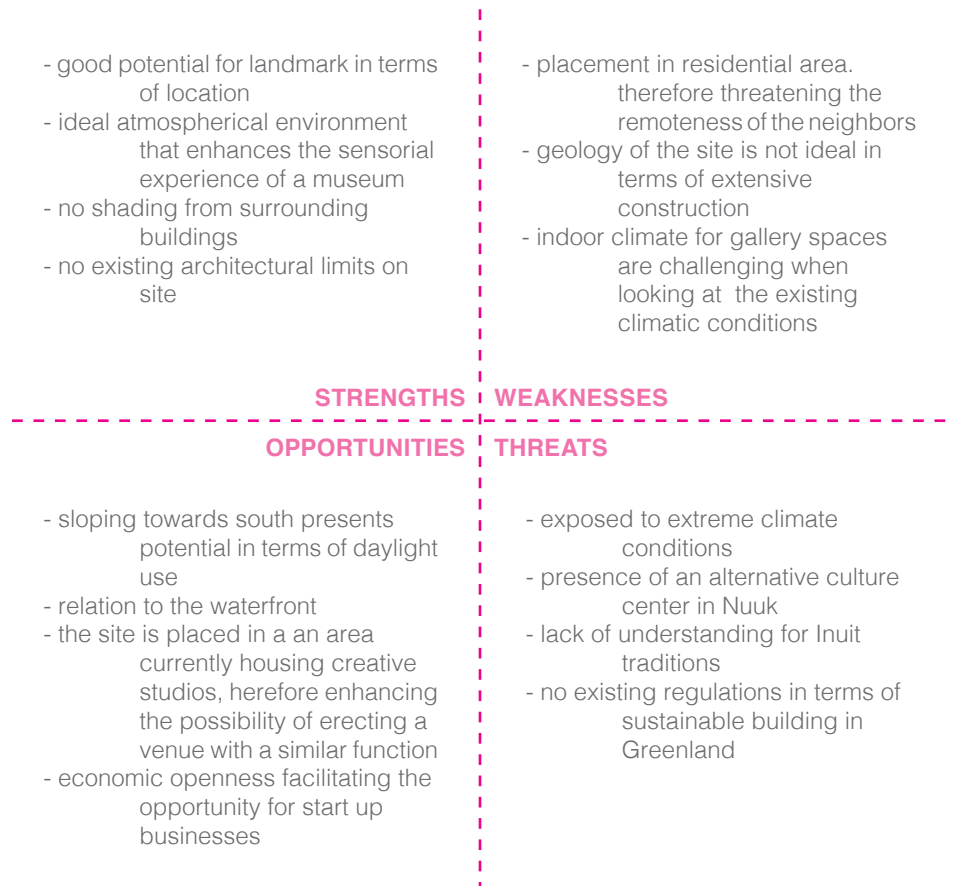 - good potential for landmark in terms
of location
- ideal atmospherical environment
that enhances the sensorial
experience of a museum
- no shading from surrounding
buildings
- no existing architectural limits on
site
- placement in residential area.
therefore threatening the
remoteness of the neighbors
- geology of the site is not ideal in
terms of extensive
construction
- indoor climate for gallery spaces
are challenging when
looking at the existing
climatic conditions
STRENGTHS
WEAKNESSES
OPPORTUNITIES
THREATS
- sloping towards south presents
potential in terms of daylight
use
- relation to the waterfront
- the site is placed in a an area
currently housing creative
studios, herefore enhancing
the possibility of erecting a
venue with a similar function
- economic openness facilitating the
opportunity for start up
businesses
- exposed to extreme climate
conditions
- presence of an alternative culture
center in Nuuk
- lack of understanding for Inuit
traditions
- no existing regulations in terms of
sustainable building in
Greenland